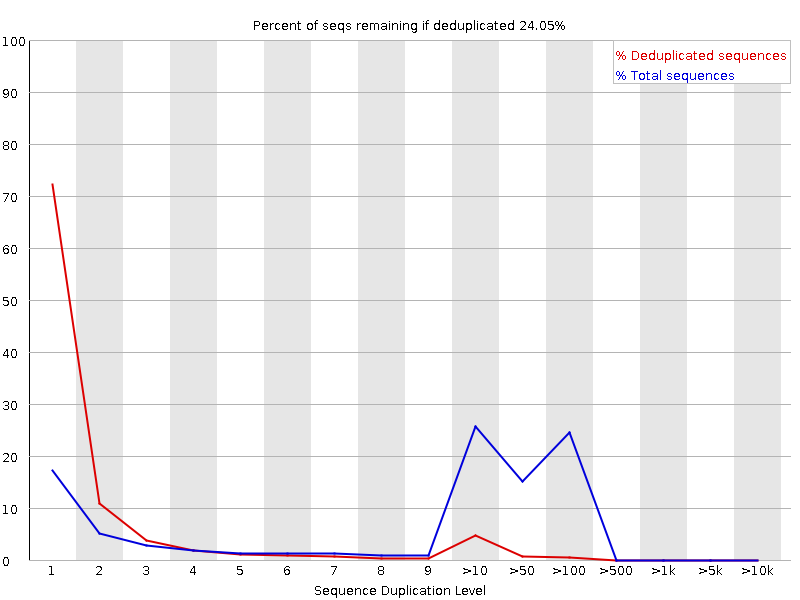 Percent of seqs remaining if deduplicated 24.05%
% Deduplicated sequences
% Total sequences
100
90
80
70
60
50
40
30
20
10
0
1 2 3 4 5 6 7 8 9 >10 >50 >100 >500 >1k >5k >10k
Sequence Duplication Level